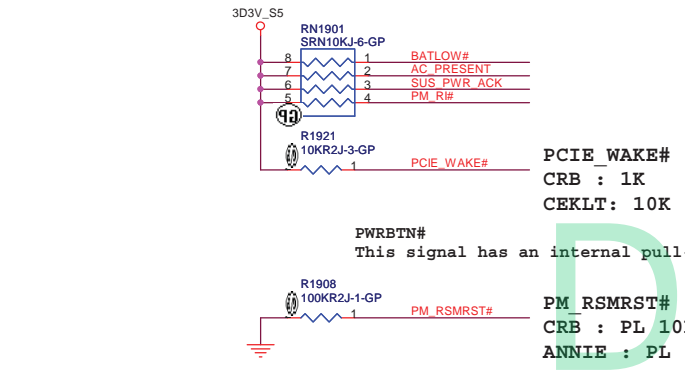 3D3V_S5
RN1901
SRN10KJ-6-GP
8 1 BATLOW#
7 2 AC_PRESENT
6 3 SUS_PWR_ACK
5 4 PM_RI#
R1921
10KR2J-3-GP
1 PCIE_WAKE#
PCIE_WAKE#
CRB : 1K
CEKLT: 10K
PWRBTN#
This signal has an internal pull-
R1908
100KR2J-1-GP
1 PM_RSMRST#
PM_RSMRST#
CRB : PL 10
ANNIE : PL
D